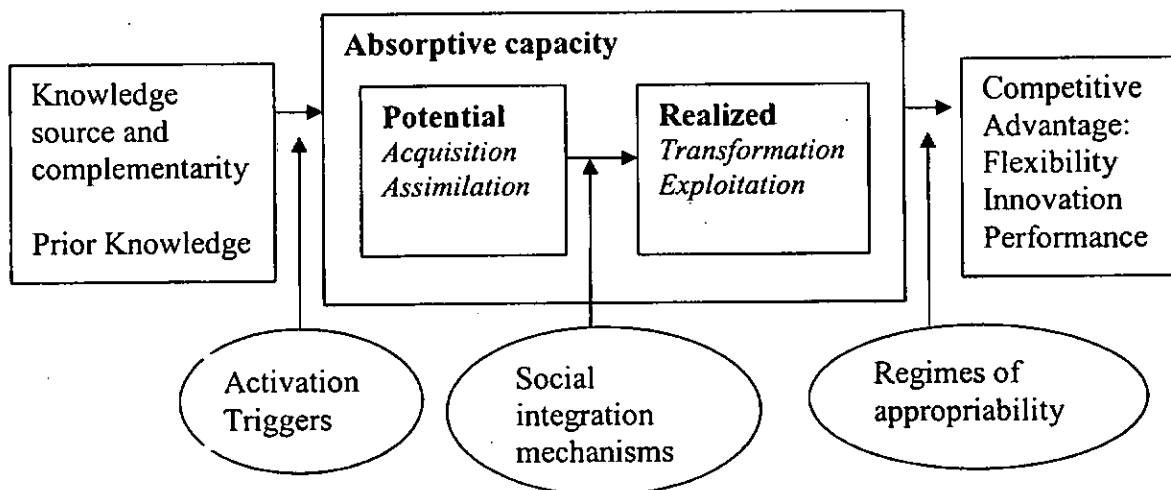 Knowledge
source and
complementarity
Prior Knowledge
Absorptive capacity
Potential
Acquisition
Assimilation
Realized
Transformation
Exploitation
Competitive
Advantage:
Flexibility
Innovation
Performance
Activation
Triggers
Social
integration
mechanisms
Regimes of
appropriability